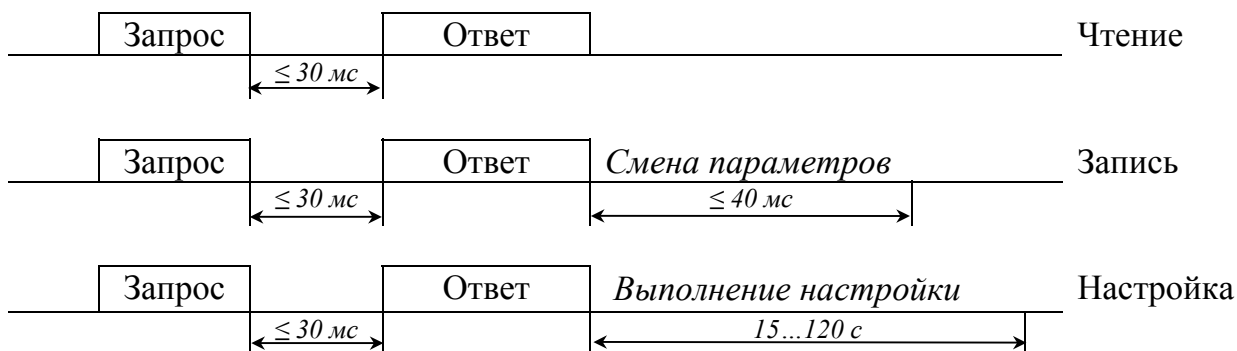 Запрос Ответ Чтение
≤ 30 мс
Запрос Ответ Смена параметров Запись
≤ 30 мс ≤ 40 мс
Запрос Ответ Выполнение настройки Настройка
≤ 30 мс 15…120 с